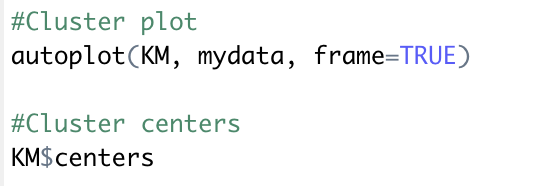 #Cluster plot
autoplot(KM, mydata, frame=TRUE)
#Cluster centers
KM$centers